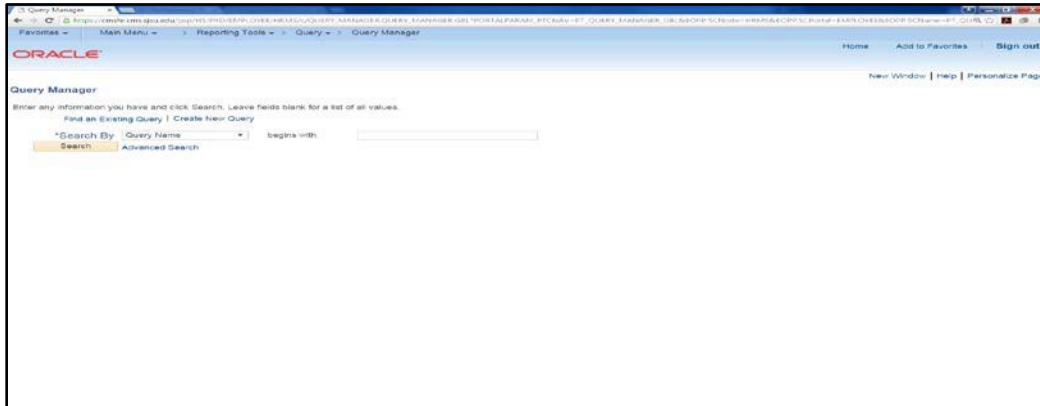 Query Manager
Favorites Main Menu > Reporting Tools > Query > Query Manager
Home Add to Favorites Sign out
ORACLE
New Window | Help | Personalize Page
Query Manager
Enter any information you have and click Search. Leave fields blank for a list of all values.
Find an Existing Query | Create New Query
*Search By Query Name begins with
Search Advanced Search